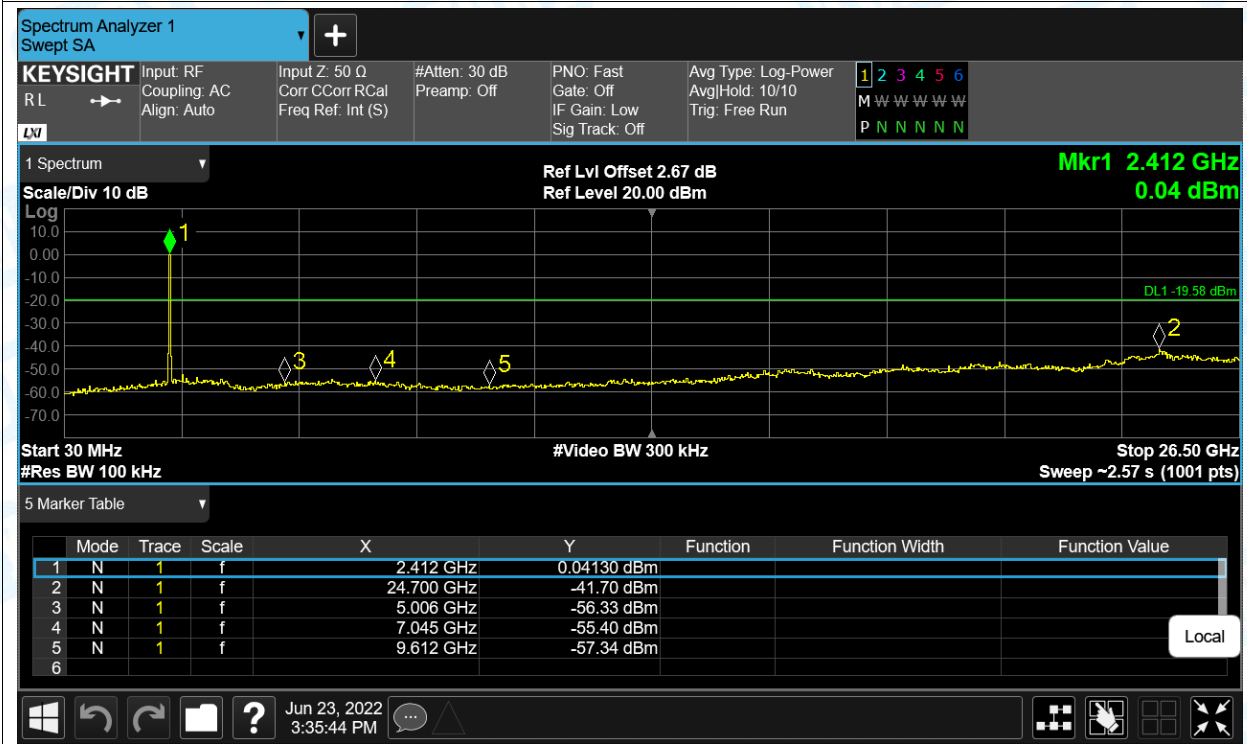 Spectrum Analyzer 1
Swept SA
KEYSIGHT
R L
LXI
Input: RF
Coupling: AC
Align: Auto
Input Z: 50 Ω
Corr CCorr RCal
Freq Ref: Int (S)
#Atten: 30 dB
Preamp: Off
PNO: Fast
Gate: Off
IF Gain: Low
Sig Track: Off
Avg Type: Log-Power
Avg|Hold: 10/10
Trig: Free Run
1 2 3 4 5 6
M W W W W W
P N N N N N
1 Spectrum
Scale/Div 10 dB
Ref Lvl Offset 2.67 dB
Ref Level 20.00 dBm
Mkr1 2.412 GHz
0.04 dBm
Log
10.0
0.00
-10.0
-20.0
-30.0
-40.0
-50.0
-60.0
-70.0
1
DL1 -19.58 dBm
2
3
4
5
Start 30 MHz
#Video BW 300 kHz
Stop 26.50 GHz
#Res BW 100 kHz
Sweep ~2.57 s (1001 pts)
5 Marker Table
Mode Trace Scale X Y Function Function Width Function Value
1 N 1 f 2.412 GHz 0.04130 dBm
2 N 1 f 24.700 GHz -41.70 dBm
3 N 1 f 5.006 GHz -56.33 dBm
4 N 1 f 7.045 GHz -55.40 dBm
5 N 1 f 9.612 GHz -57.34 dBm
6
Local
?
Jun 23, 2022
3:35:44 PM